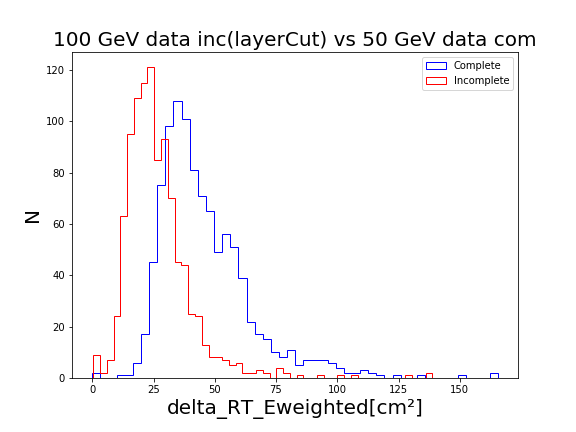 100 GeV data inc(layerCut) vs 50 GeV data com
Complete
Incomplete
120
100
80
60
40
20
0
N
0
25
50
75
100
125
150
delta_RT_Eweighted[cm²]